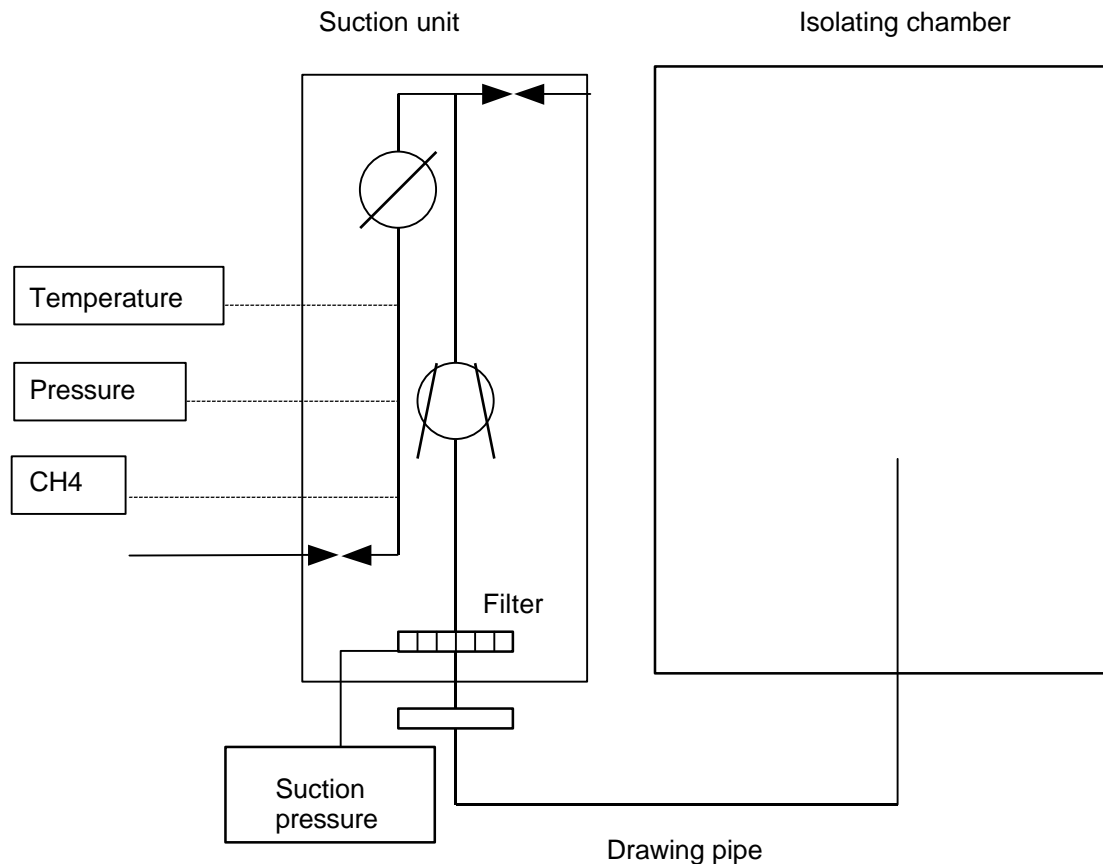 Suction unit
Isolating chamber
Temperature
Pressure
CH4
Filter
Suction
pressure
Drawing pipe